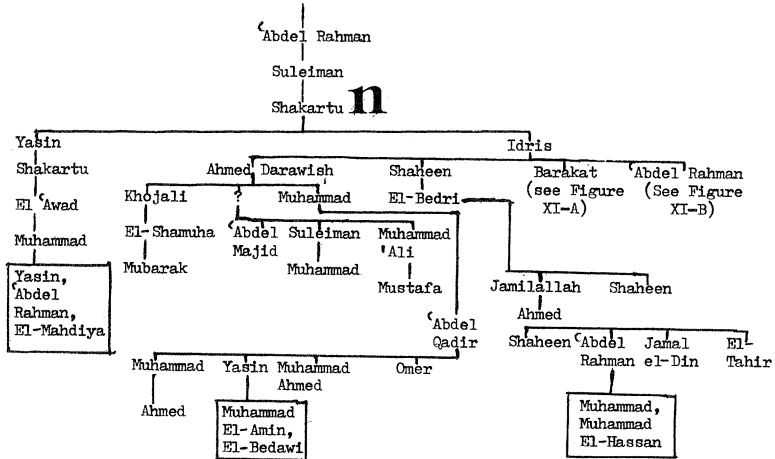 ʿAbdel Rahman
Suleiman
Shakartu n
Yasin Idris
Shakartu Ahmed Darawish Shaheen Barakat ʿAbdel Rahman
(see Figure (See Figure
XI-A) XI-B)
El ʿAwad Khojali ? Muhammad El-Bedri
Muhammad El-Shamuha ʿAbdel Suleiman Muhammad
Majid 'Ali
Mubarak Muhammad Mustafa
Yasin,
ʿAbdel
Rahman,
El-Mahdiya
Jamilallah Shaheen
Ahmed
ʿAbdel
Qadir
Shaheen ʿAbdel Jamal El-
Rahman el-Din Tahir
Muhammad Yasin Muhammad Omer
Ahmed
Ahmed
Muhammad
El-Amin,
El-Bedawi
Muhammad,
Muhammad
El-Hassan